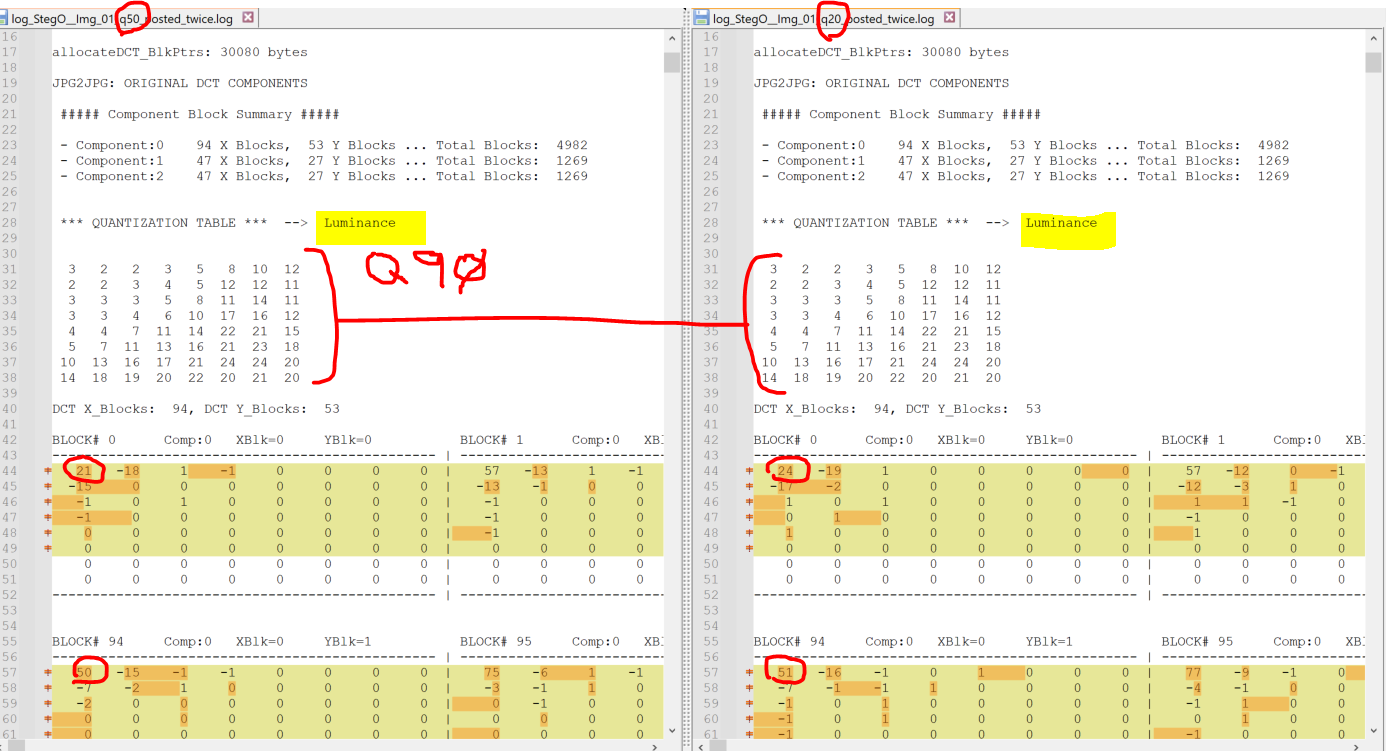 log_StegO__Img_01_q50_posted_twice.log
16
17 allocateDCT_BlkPtrs: 30080 bytes
18
19 JPG2JPG: ORIGINAL DCT COMPONENTS
20
21 ##### Component Block Summary #####
22
23 - Component:0 94 X Blocks, 53 Y Blocks ... Total Blocks: 4982
24 - Component:1 47 X Blocks, 27 Y Blocks ... Total Blocks: 1269
25 - Component:2 47 X Blocks, 27 Y Blocks ... Total Blocks: 1269
26
27
28 *** QUANTIZATION TABLE *** --> Luminance
29
30
Q90
31 3 2 2 3 5 8 10 12
32 2 2 3 4 5 12 12 11
33 3 3 3 5 8 11 14 11
34 3 3 4 6 10 17 16 12
35 4 4 7 11 14 22 21 15
36 5 7 11 13 16 21 23 18
37 10 13 16 17 21 24 24 20
38 14 18 19 20 22 20 21 20
39
40 DCT X_Blocks: 94, DCT Y_Blocks: 53
41
42 BLOCK# 0 Comp:0 XBlk=0 YBlk=0 BLOCK# 1 Comp:0 XB
43 ------------------------------------------------ | ------------------------
44 21 -18 1 -1 0 0 0 0 | 57 -13 1 -1
45 -15 0 0 0 0 0 0 0 | -13 -1 0 0
46 -1 0 1 0 0 0 0 0 | -1 0 0 0
47 -1 0 0 0 0 0 0 0 | -1 0 0 0
48 0 0 0 0 0 0 0 0 | -1 0 0 0
49 0 0 0 0 0 0 0 0 | 0 0 0 0
50 0 0 0 0 0 0 0 0 | 0 0 0 0
51 0 0 0 0 0 0 0 0 | 0 0 0 0
52 ------------------------------------------------ | ------------------------
53
54
55 BLOCK# 94 Comp:0 XBlk=0 YBlk=1 BLOCK# 95 Comp:0 XB
56 ------------------------------------------------ | ------------------------
57 50 -15 -1 -1 0 0 0 0 | 75 -6 1 -1
58 -7 -2 1 0 0 0 0 0 | -3 -1 1 0
59 -2 0 0 0 0 0 0 0 | 0 -1 0 0
60 0 0 0 0 0 0 0 0 | 0 0 0
61 0 0 0 0 0 0 0 0 | 0 0 0 0
log_StegO__Img_01_q20_posted_twice.log
16
17 allocateDCT_BlkPtrs: 30080 bytes
18
19 JPG2JPG: ORIGINAL DCT COMPONENTS
20
21 ##### Component Block Summary #####
22
23 - Component:0 94 X Blocks, 53 Y Blocks ... Total Blocks: 4982
24 - Component:1 47 X Blocks, 27 Y Blocks ... Total Blocks: 1269
25 - Component:2 47 X Blocks, 27 Y Blocks ... Total Blocks: 1269
26
27
28 *** QUANTIZATION TABLE *** --> Luminance
29
30
31 3 2 2 3 5 8 10 12
32 2 2 3 4 5 12 12 11
33 3 3 3 5 8 11 14 11
34 3 3 4 6 10 17 16 12
35 4 4 7 11 14 22 21 15
36 5 7 11 13 16 21 23 18
37 10 13 16 17 21 24 24 20
38 14 18 19 20 22 20 21 20
39
40 DCT X_Blocks: 94, DCT Y_Blocks: 53
41
42 BLOCK# 0 Comp:0 XBlk=0 YBlk=0 BLOCK# 1 Comp:0 XB
43 ------------------------------------------------ | ------------------------
44 24 -19 1 0 0 0 0 0 | 57 -12 0 -1
45 -17 -2 0 0 0 0 0 0 | -12 -3 1 0
46 1 0 1 0 0 0 0 0 | 1 1 -1 0
47 0 1 0 0 0 0 0 0 | -1 0 0 0
48 1 0 0 0 0 0 0 0 | 1 0 0 0
49 0 0 0 0 0 0 0 0 | 0 0 0 0
50 0 0 0 0 0 0 0 0 | 0 0 0 0
51 0 0 0 0 0 0 0 0 | 0 0 0 0
52 ------------------------------------------------ | ------------------------
53
54
55 BLOCK# 94 Comp:0 XBlk=0 YBlk=1 BLOCK# 95 Comp:0 XB
56 ------------------------------------------------ | ------------------------
57 51 -16 -1 0 1 0 0 0 | 77 -9 -1 0
58 -7 -1 -1 1 0 0 0 0 | -4 -1 0 0
59 -1 0 1 0 0 0 0 0 | -1 1 0 0
60 -1 0 1 0 0 0 0 0 | 0 1 0 0
61 -1 0 0 0 0 0 0 0 | -1 0 0 0